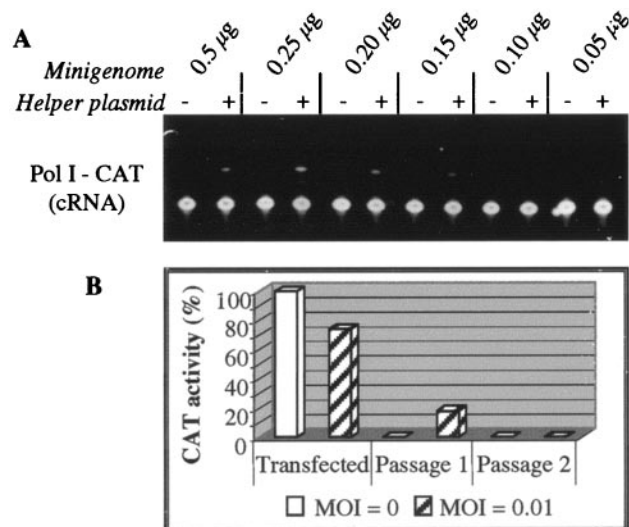 A
0.5 µg 0.25 µg 0.20 µg 0.15 µg 0.10 µg 0.05 µg
Minigenome
Helper plasmid - + - + - + - + - + - +
Pol I - CAT
(cRNA)
B
CAT activity (%)
100
80
60
40
20
0
Transfected Passage 1 Passage 2
MOI = 0 MOI = 0.01